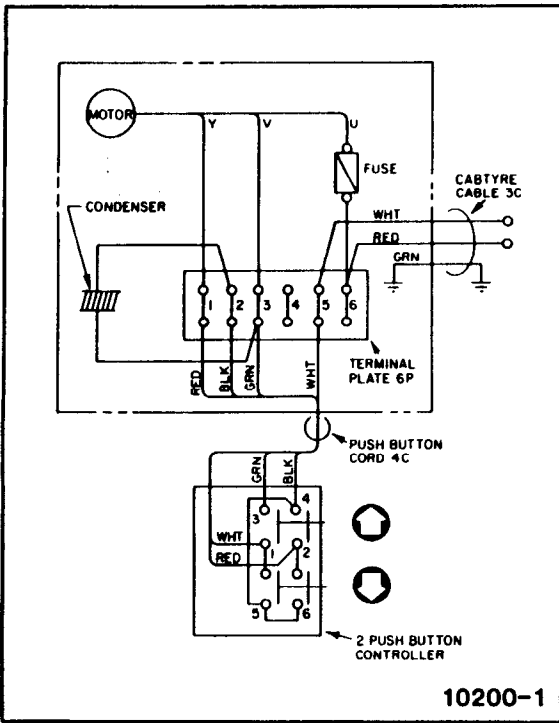 MOTOR
Y
V
U
FUSE
CABTYRE
CABLE 3C
CONDENSER
WHT
RED
GRN
1
2
3
4
5
6
TERMINAL
PLATE 6P
RED
BLK
GRN
WHT
PUSH BUTTON
CORD 4C
GRN
BLK
3
4
WHT
1
2
RED
5
6
2 PUSH BUTTON
CONTROLLER
10200-1